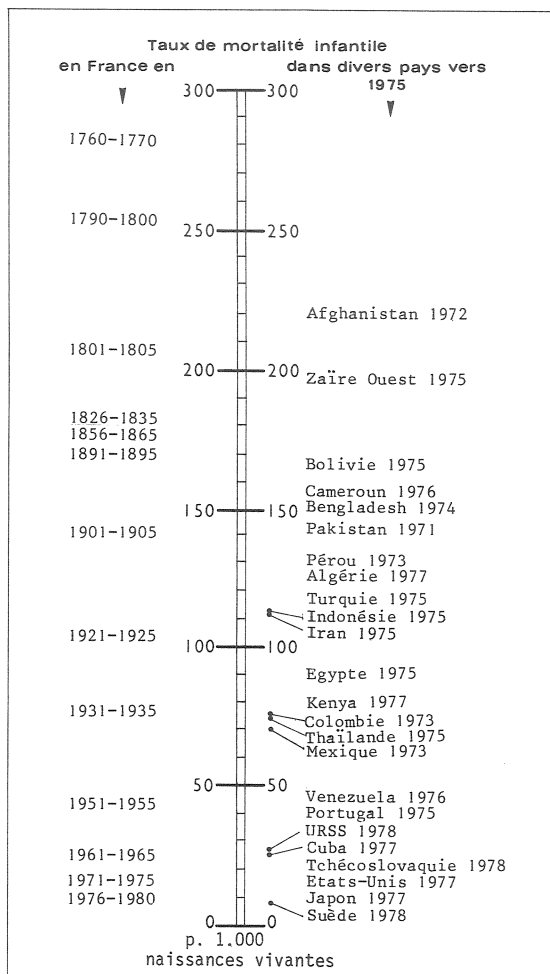 Taux de mortalité infantile
en France en
dans divers pays vers
1975
300 300
1760-1770
1790-1800
250 250
Afghanistan 1972
1801-1805
200 200
Zaïre Ouest 1975
1826-1835
1856-1865
1891-1895
Bolivie 1975
Cameroun 1976
150 150
Bengladesh 1974
1901-1905
Pakistan 1971
Pérou 1973
Algérie 1977
Turquie 1975
Indonésie 1975
1921-1925
Iran 1975
100 100
Egypte 1975
Kenya 1977
1931-1935
Colombie 1973
Thaïlande 1975
Mexique 1973
50 50
Venezuela 1976
1951-1955
Portugal 1975
URSS 1978
Cuba 1977
1961-1965
Tchécoslovaquie 1978
1971-1975
Etats-Unis 1977
1976-1980
Japon 1977
Suède 1978
0 0
p. 1.000
naissances vivantes